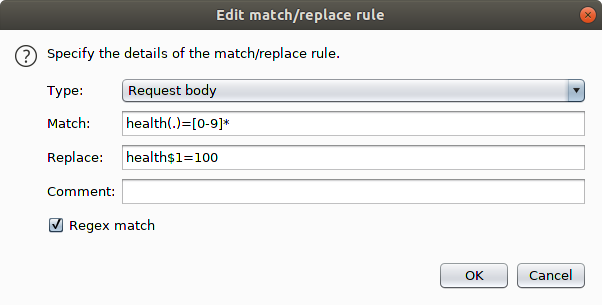 Edit match/replace rule
Specify the details of the match/replace rule.
Type: Request body
Match: health(.)=[0-9]*
Replace: health$1=100
Comment:
Regex match
OK Cancel